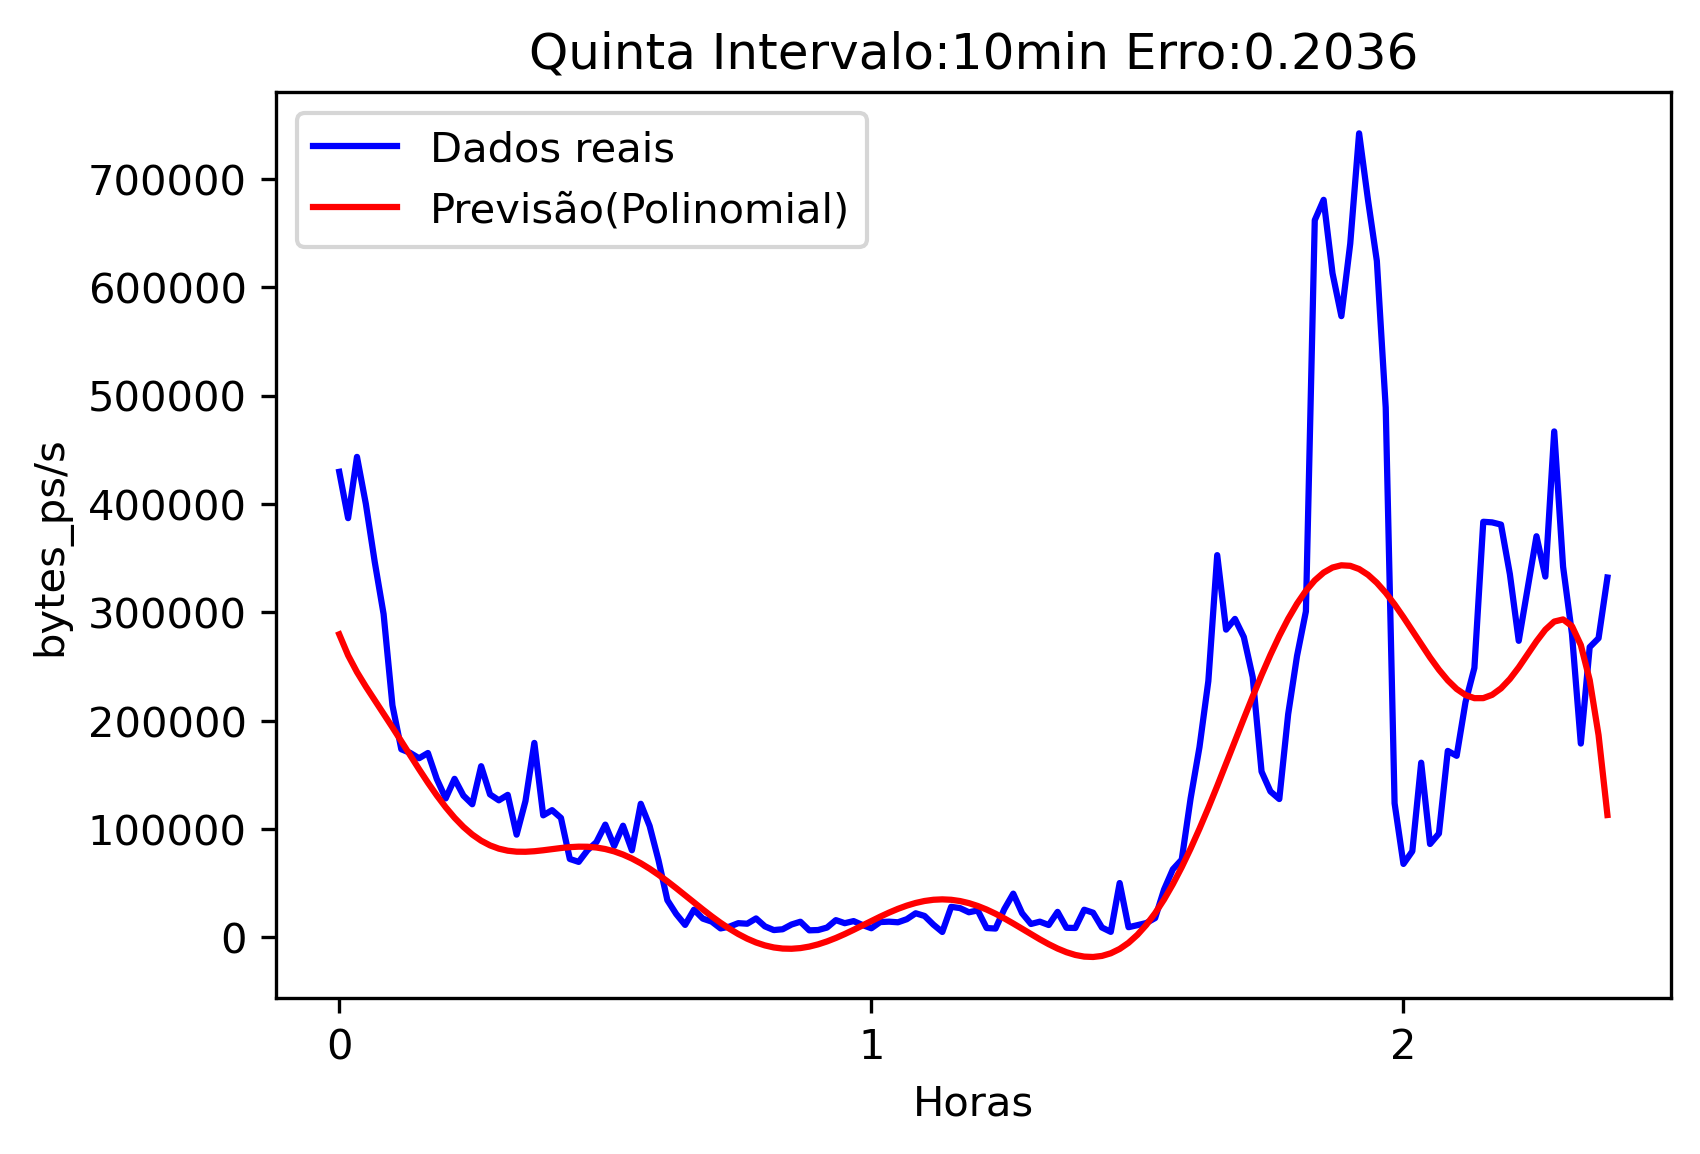 Quinta Intervalo:10min Erro:0.2036
Dados reais
Previsão(Polinomial)
700000
600000
500000
400000
300000
200000
100000
0
bytes_ps/s
0 1 2
Horas